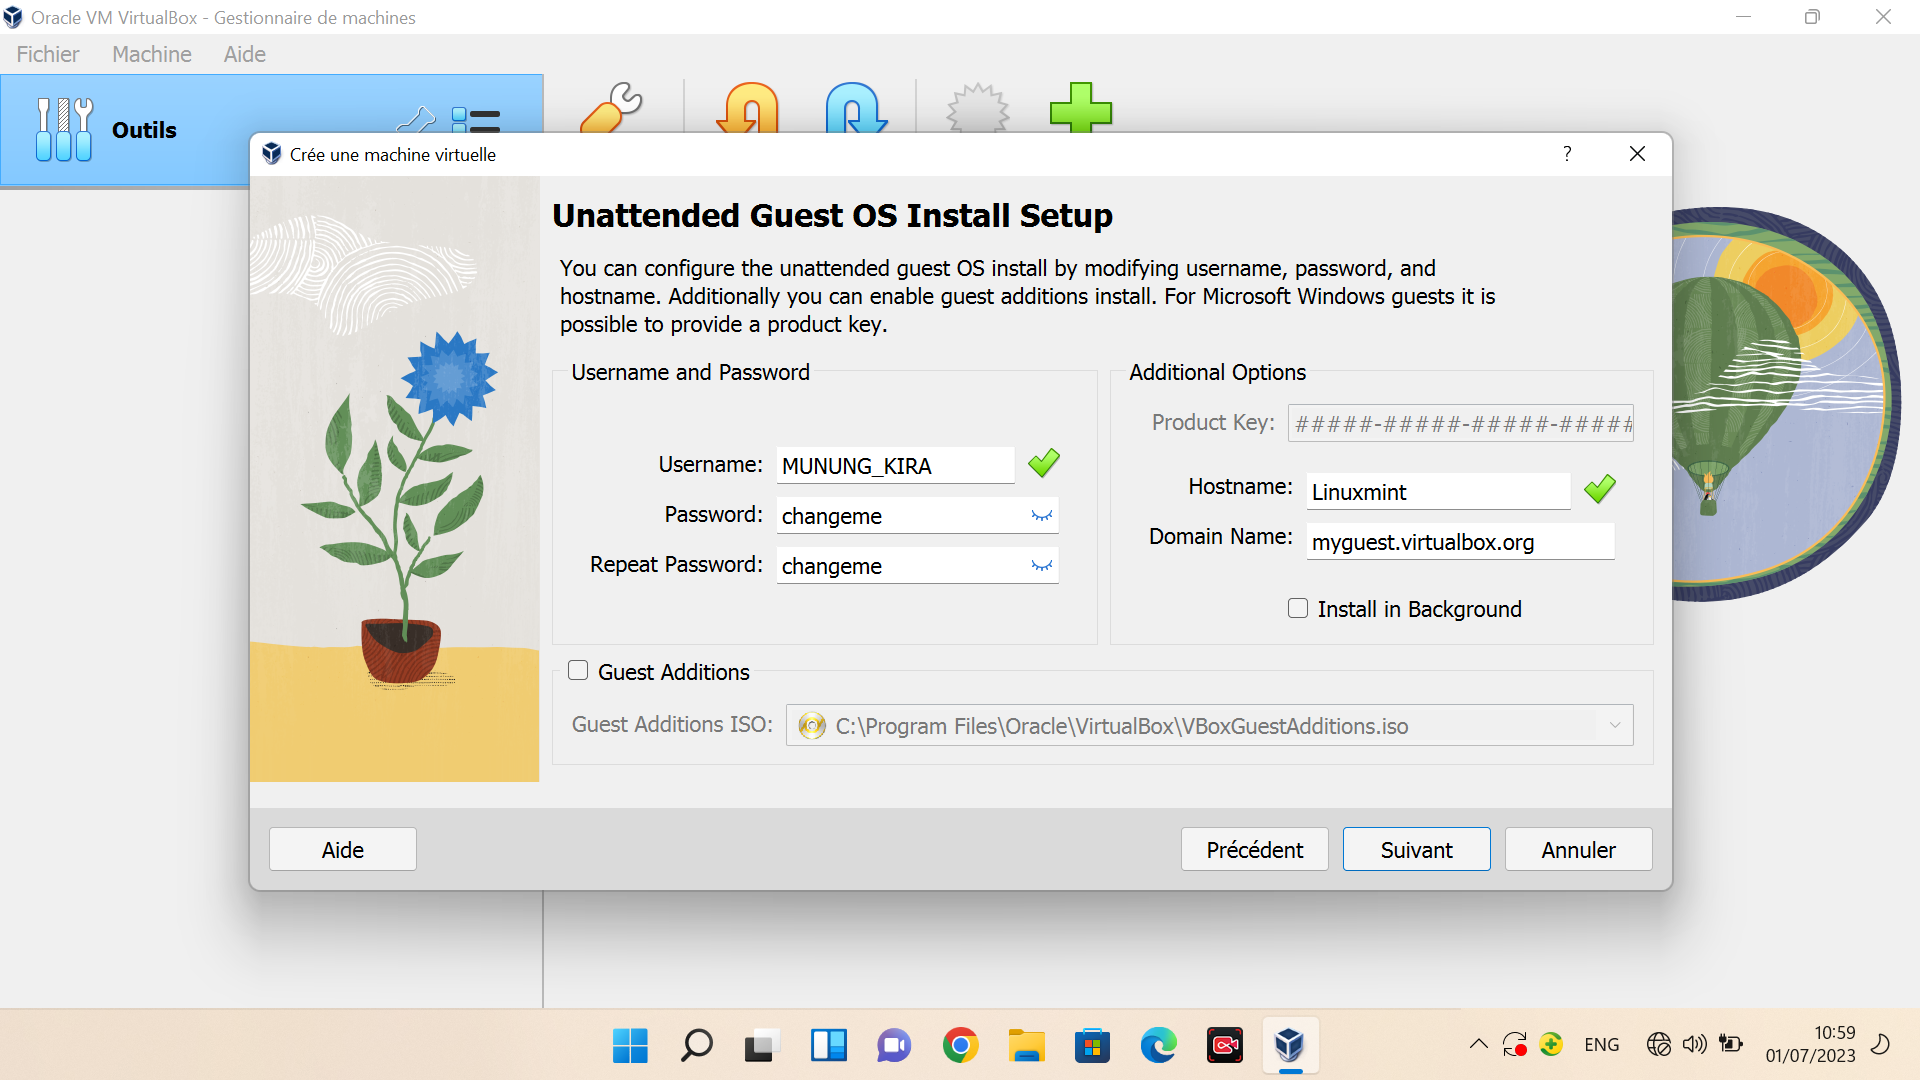 Oracle VM VirtualBox - Gestionnaire de machines
Fichier Machine Aide
Outils
Crée une machine virtuelle
?
Unattended Guest OS Install Setup
You can configure the unattended guest OS install by modifying username, password, and
hostname. Additionally you can enable guest additions install. For Microsoft Windows guests it is
possible to provide a product key.
Username and Password
Username: MUNUNG_KIRA
Password: changeme
Repeat Password: changeme
Additional Options
Product Key: #####-#####-#####-#####
Hostname: Linuxmint
Domain Name: myguest.virtualbox.org
Install in Background
Guest Additions
Guest Additions ISO: C:\Program Files\Oracle\VirtualBox\VBoxGuestAdditions.iso
Aide Précédent Suivant Annuler
ENG
10:59
01/07/2023